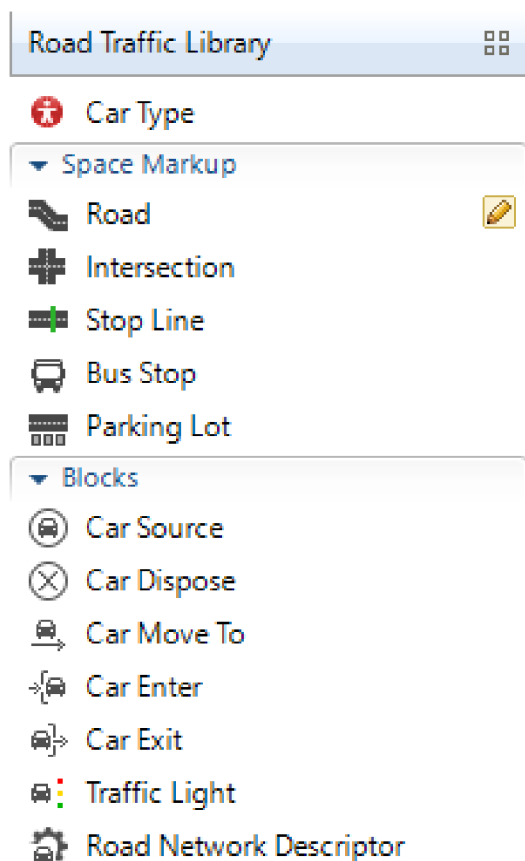 Road Traffic Library
Car Type
Space Markup
Road
Intersection
Stop Line
Bus Stop
Parking Lot
Blocks
Car Source
Car Dispose
Car Move To
Car Enter
Car Exit
Traffic Light
Road Network Descriptor